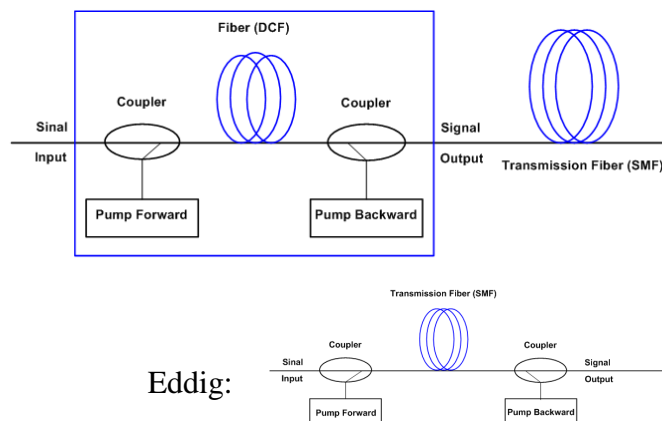 Fiber (DCF)
Coupler
Coupler
Sinal
Signal
Input
Output
Transmission Fiber (SMF)
Pump Forward
Pump Backward
Transmission Fiber (SMF)
Coupler
Coupler
Sinal
Signal
Eddig:
Input
Output
Pump Forward
Pump Backward